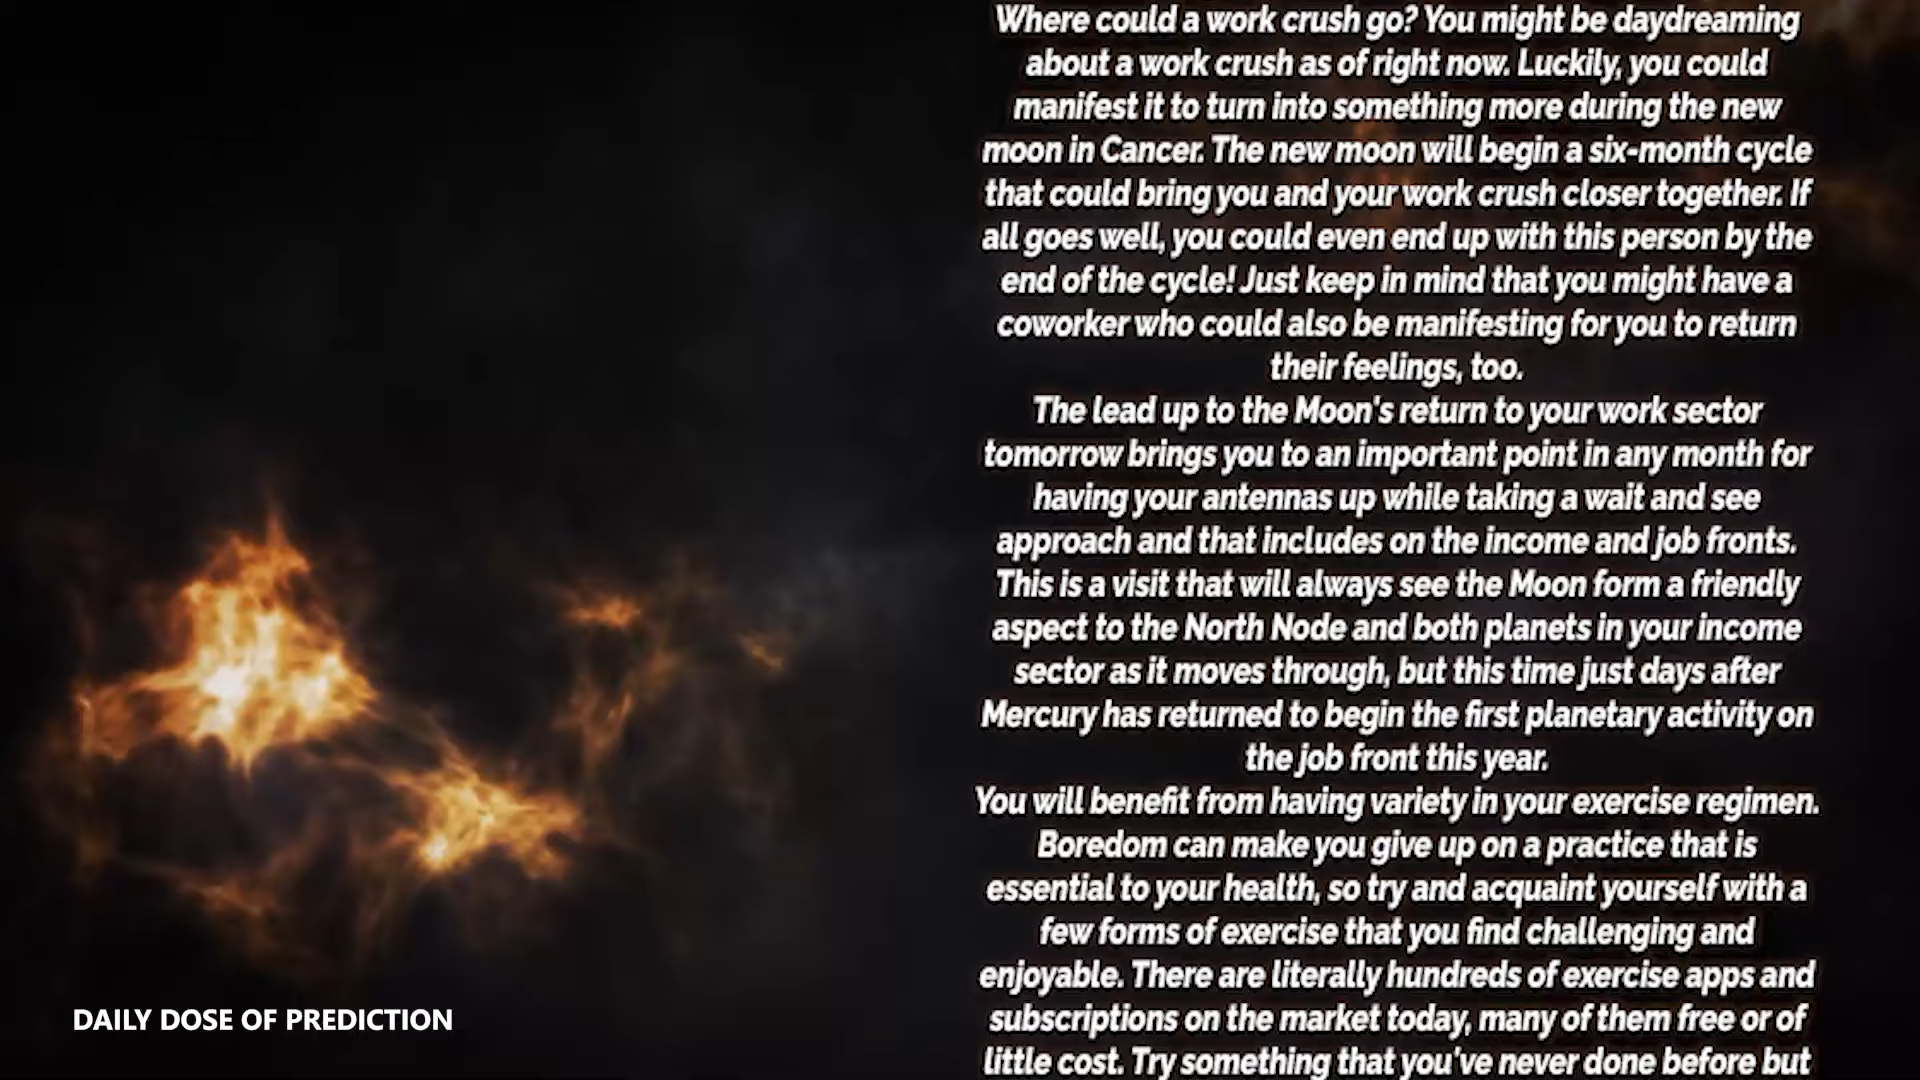 Where could a work crush go? You might be daydreaming
about a work crush as of right now. Luckily, you could
manifest it to turn into something more during the new
moon in Cancer. The new moon will begin a six-month cycle
that could bring you and your work crush closer together. If
all goes well, you could even end up with this person by the
end of the cycle! Just keep in mind that you might have a
coworker who could also be manifesting for you to return
their feelings, too.
The lead up to the Moon's return to your work sector
tomorrow brings you to an important point in any month for
having your antennas up while taking a wait and see
approach and that includes on the income and job fronts.
This is a visit that will always see the Moon form a friendly
aspect to the North Node and both planets in your income
sector as it moves through, but this time just days after
Mercury has returned to begin the first planetary activity on
the job front this year.
You will benefit from having variety in your exercise regimen.
Boredom can make you give up on a practice that is
essential to your health, so try and acquaint yourself with a
few forms of exercise that you find challenging and
enjoyable. There are literally hundreds of exercise apps and
subscriptions on the market today, many of them free or of
little cost. Try something that you've never done before but
DAILY DOSE OF PREDICTION